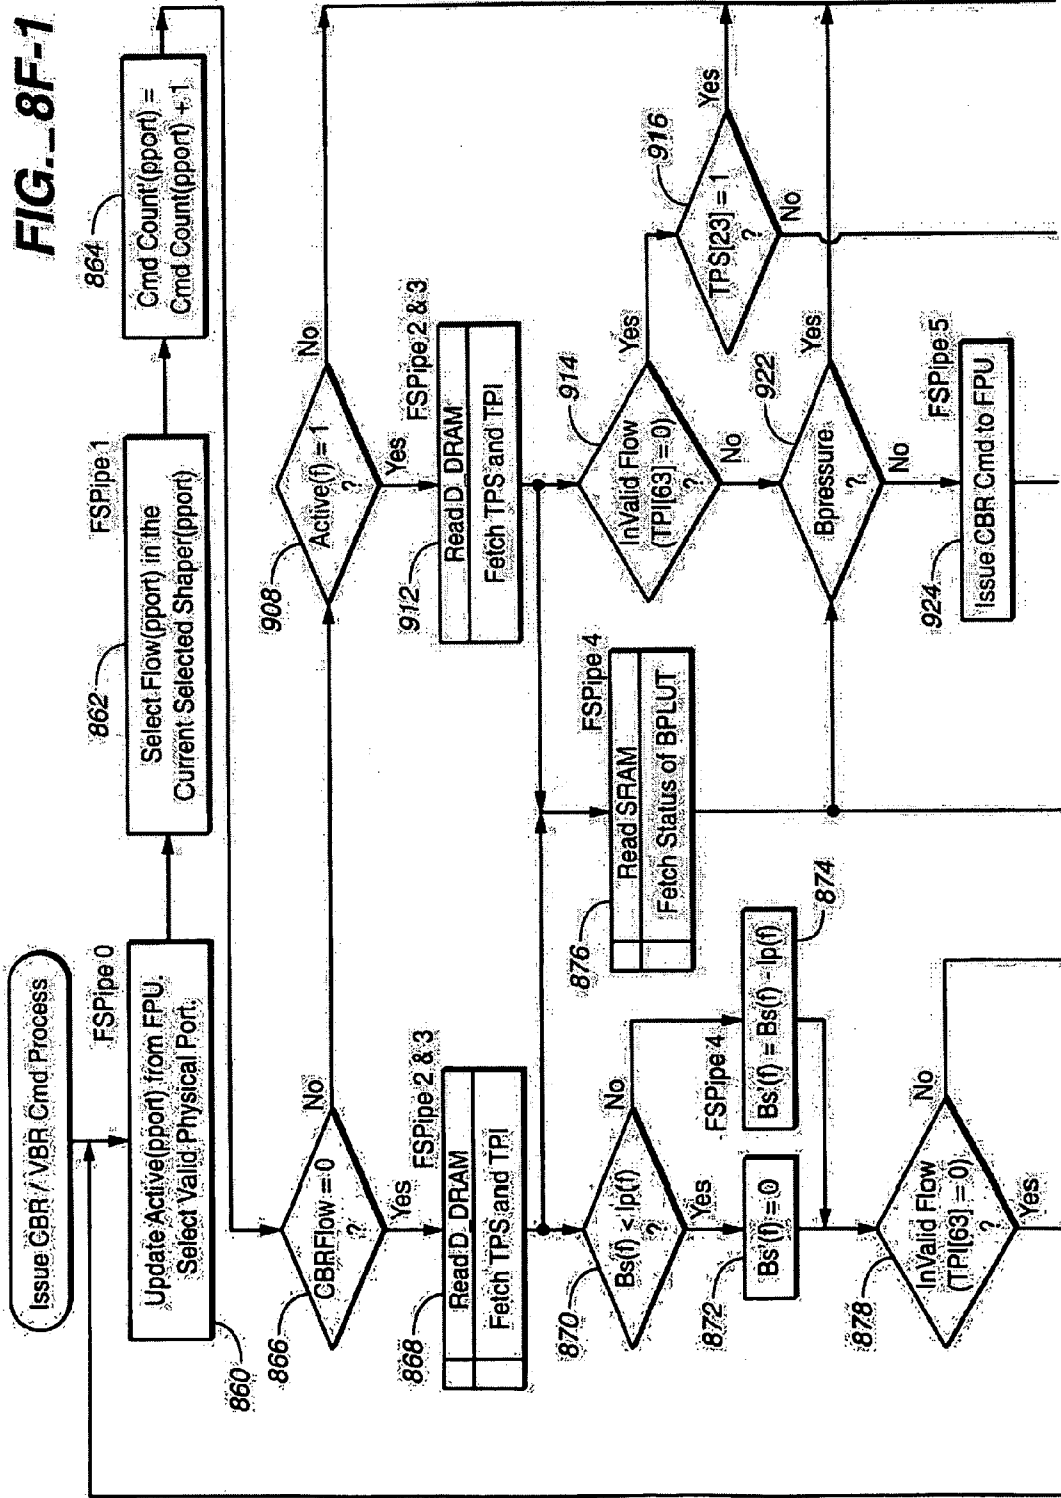 FIG._8F-1
Issue CBR / VBR Cmd Process
FSPipe 0
Update Active(pport) from FPU.
Select Valid Physical Port.
860
FSPipe 1
862
Select Flow(pport) in the
Current Selected Shaper(pport)
864
Cmd Count'(pport) =
Cmd Count(pport) + 1
866
CBRFlow = 0
?
No
Yes
908
Active(f) = 1
?
No
Yes
868
FSPipe 2 & 3
Read D_DRAM
Fetch TPS and TPI
912
FSPipe 2 & 3
Read D_DRAM
Fetch TPS and TPI
870
Bs(f) < Ip(f)
?
No
Yes
876
FSPipe 4
Read SRAM
Fetch Status of BPLUT
914
InValid Flow
(TPI[63] = 0)
?
Yes
No
916
TPS[23] = 1
?
Yes
No
872
Bs'(f) = 0
FSPipe 4
Bs'(f) = Bs(f) - Ip(f)
874
922
Bpressure
?
Yes
No
878
InValid Flow
(TPI[63] = 0)
?
No
Yes
924
FSPipe 5
Issue CBR Cmd to FPU